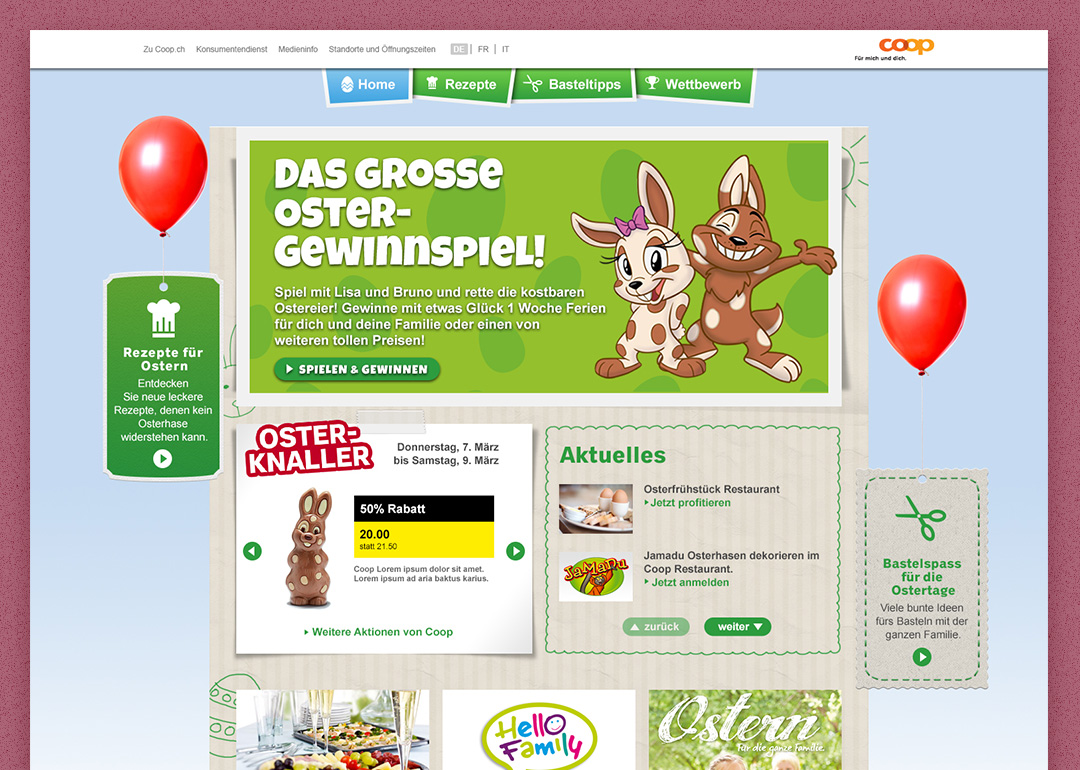 Zu Coop.ch Konsumentendienst Medieninfo Standorte und Öffnungszeiten DE | FR | IT
coop
Für mich und dich.
Home Rezepte Basteltipps Wettbewerb
DAS GROSSE
OSTER-
GEWINNSPIEL!
Spiel mit Lisa und Bruno und rette die kostbaren
Ostereier! Gewinne mit etwas Glück 1 Woche Ferien
für dich und deine Familie oder einen von
weiteren tollen Preisen!
SPIELEN & GEWINNEN
Rezepte für
Ostern
Entdecken
Sie neue leckere
Rezepte, denen kein
Osterhase
widerstehen kann.
OSTER-
KNALLER
Donnerstag, 7. März
bis Samstag, 9. März
50% Rabatt
20.00
statt 21.50
Coop Lorem ipsum dolor sit amet.
Lorem ipsum ad aria baktus karius.
Weitere Aktionen von Coop
Aktuelles
Osterfrühstück Restaurant
Jetzt profitieren
JaMaDu
Jamadu Osterhasen dekorieren im
Coop Restaurant.
Jetzt anmelden
zurück weiter
Bastelspass
für die
Ostertage
Viele bunte Ideen
fürs Basteln mit der
ganzen Familie.
Hello
Family
Ostern
Für die ganze Familie.